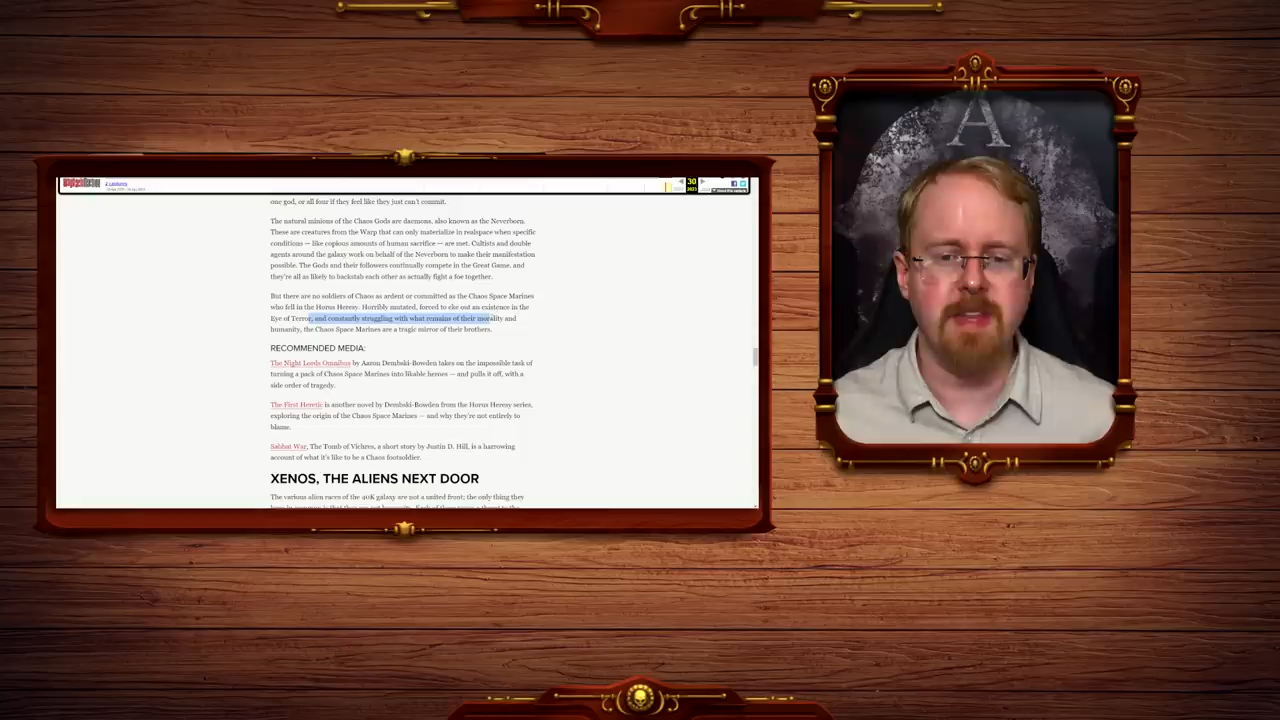 A
2 captures
30
one god, or all four if they feel like they just can't commit.
The natural minions of the Chaos Gods are daemons, also known as the Neverborn.
These are creatures from the Warp that can only materialize in realspace when specific
conditions — like copious amounts of human sacrifice — are met. Cultists and double
agents around the galaxy work on behalf of the Neverborn to make their manifestation
possible. The Gods and their followers continually compete in the Great Game, and
they're all as likely to backstab each other as actually fight a foe together.
But there are no soldiers of Chaos as ardent or committed as the Chaos Space Marines
who fell in the Horus Heresy. Horribly mutated, forced to eke out an existence in the
Eye of Terror, and constantly struggling with what remains of their morality and
humanity, the Chaos Space Marines are a tragic mirror of their brothers.
RECOMMENDED MEDIA:
The Night Lords Omnibus by Aaron Dembski-Bowden takes on the impossible task of
turning a pack of Chaos Space Marines into likable heroes — and pulls it off, with a
side order of tragedy.
The First Heretic is another novel by Dembski-Bowden from the Horus Heresy series,
exploring the origin of the Chaos Space Marines — and why they're not entirely to
blame.
Sabbat War, The Tomb of Vichres, a short story by Justin D. Hill, is a harrowing
account of what it's like to be a Chaos footsoldier.
XENOS, THE ALIENS NEXT DOOR
The various alien races of the 40K galaxy are not a united front; the only thing they